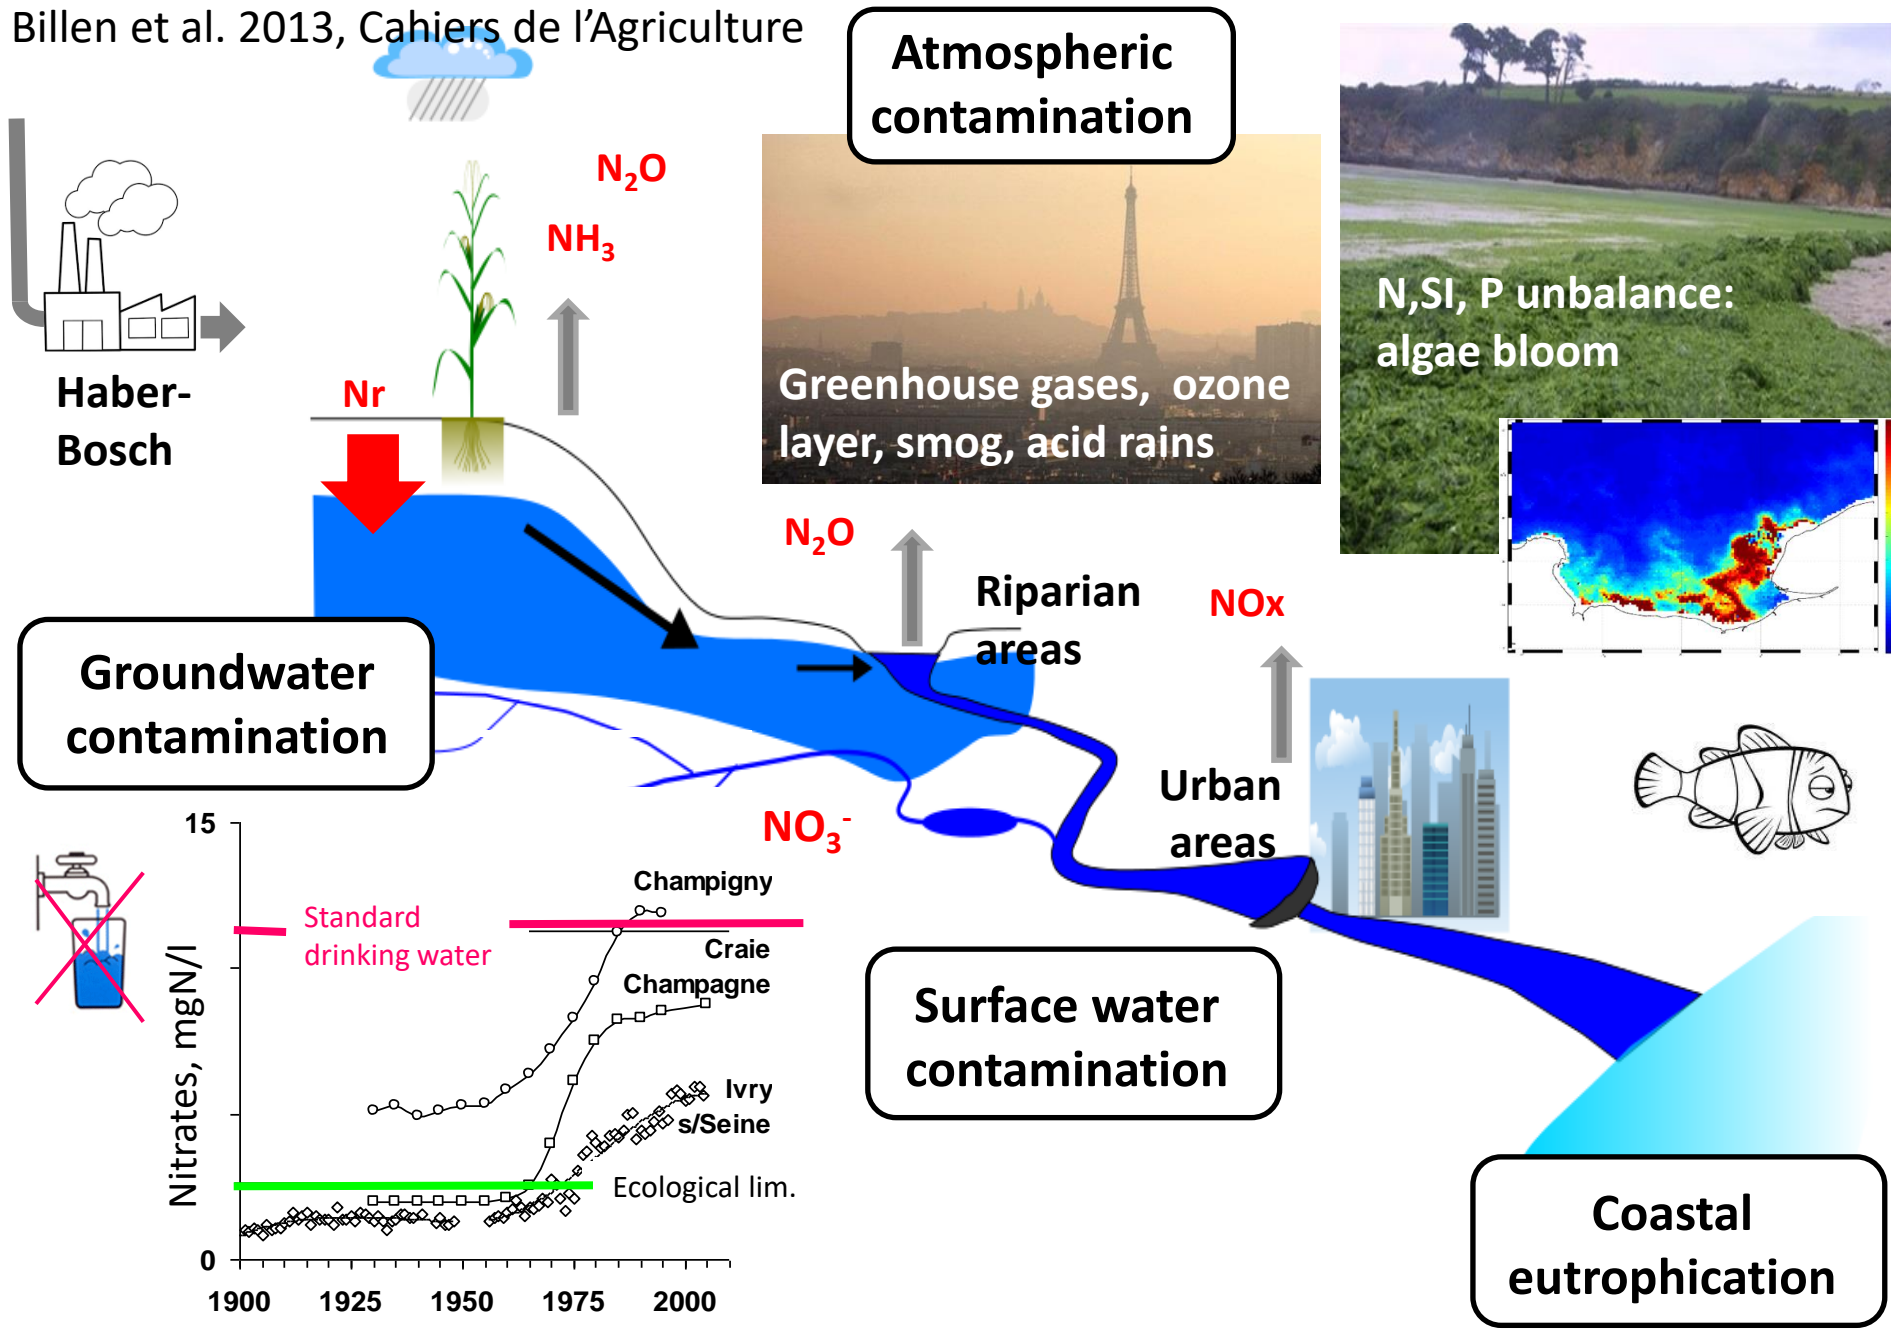 Billen et al. 2013, Cahiers de l’Agriculture
Atmospheric
contamination
N2O
NH3
Haber-
Bosch
Nr
Greenhouse gases, ozone
layer, smog, acid rains
N,SI, P unbalance:
algae bloom
N2O
Riparian
areas
NOx
Groundwater
contamination
Urban
areas
NO3-
15
Champigny
Standard
drinking water
Craie
Champagne
Nitrates, mgN/l
Ivry
s/Seine
Ecological lim.
0
1900 1925 1950 1975 2000
Surface water
contamination
Coastal
eutrophication